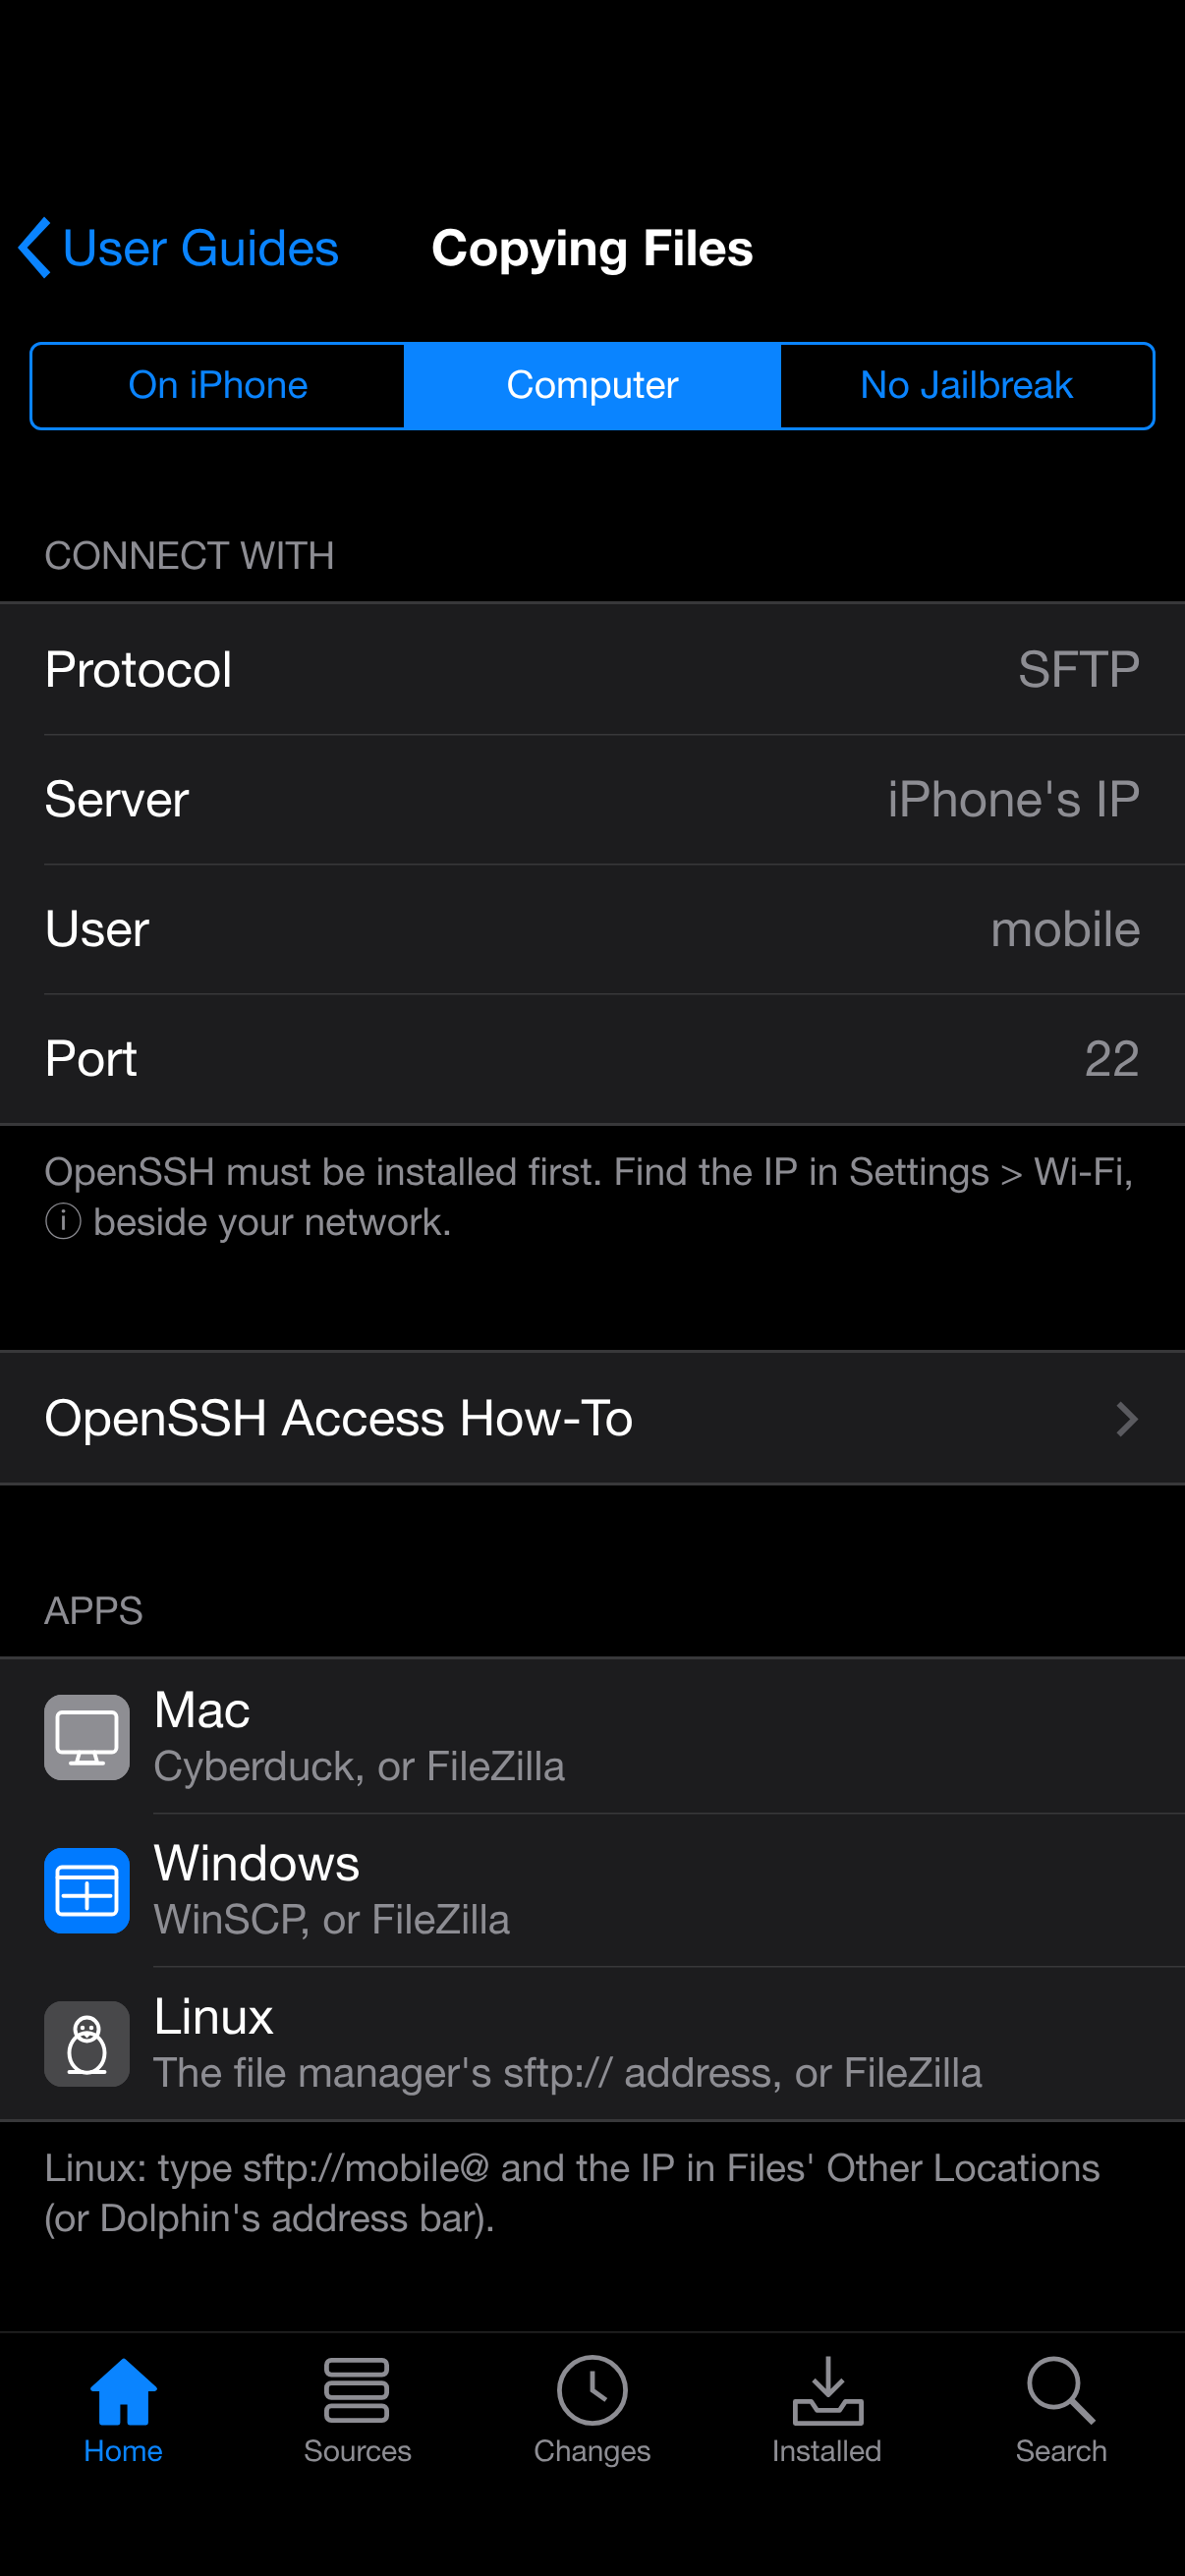 User Guides
Copying Files
On iPhone
Computer
No Jailbreak
CONNECT WITH
Protocol
SFTP
Server
iPhone's IP
User
mobile
Port
22
OpenSSH must be installed first. Find the IP in Settings > Wi-Fi,
ⓘ beside your network.
OpenSSH Access How-To
APPS
Mac
Cyberduck, or FileZilla
Windows
WinSCP, or FileZilla
Linux
The file manager's sftp:// address, or FileZilla
Linux: type sftp://mobile@ and the IP in Files' Other Locations
(or Dolphin's address bar).
Home
Sources
Changes
Installed
Search